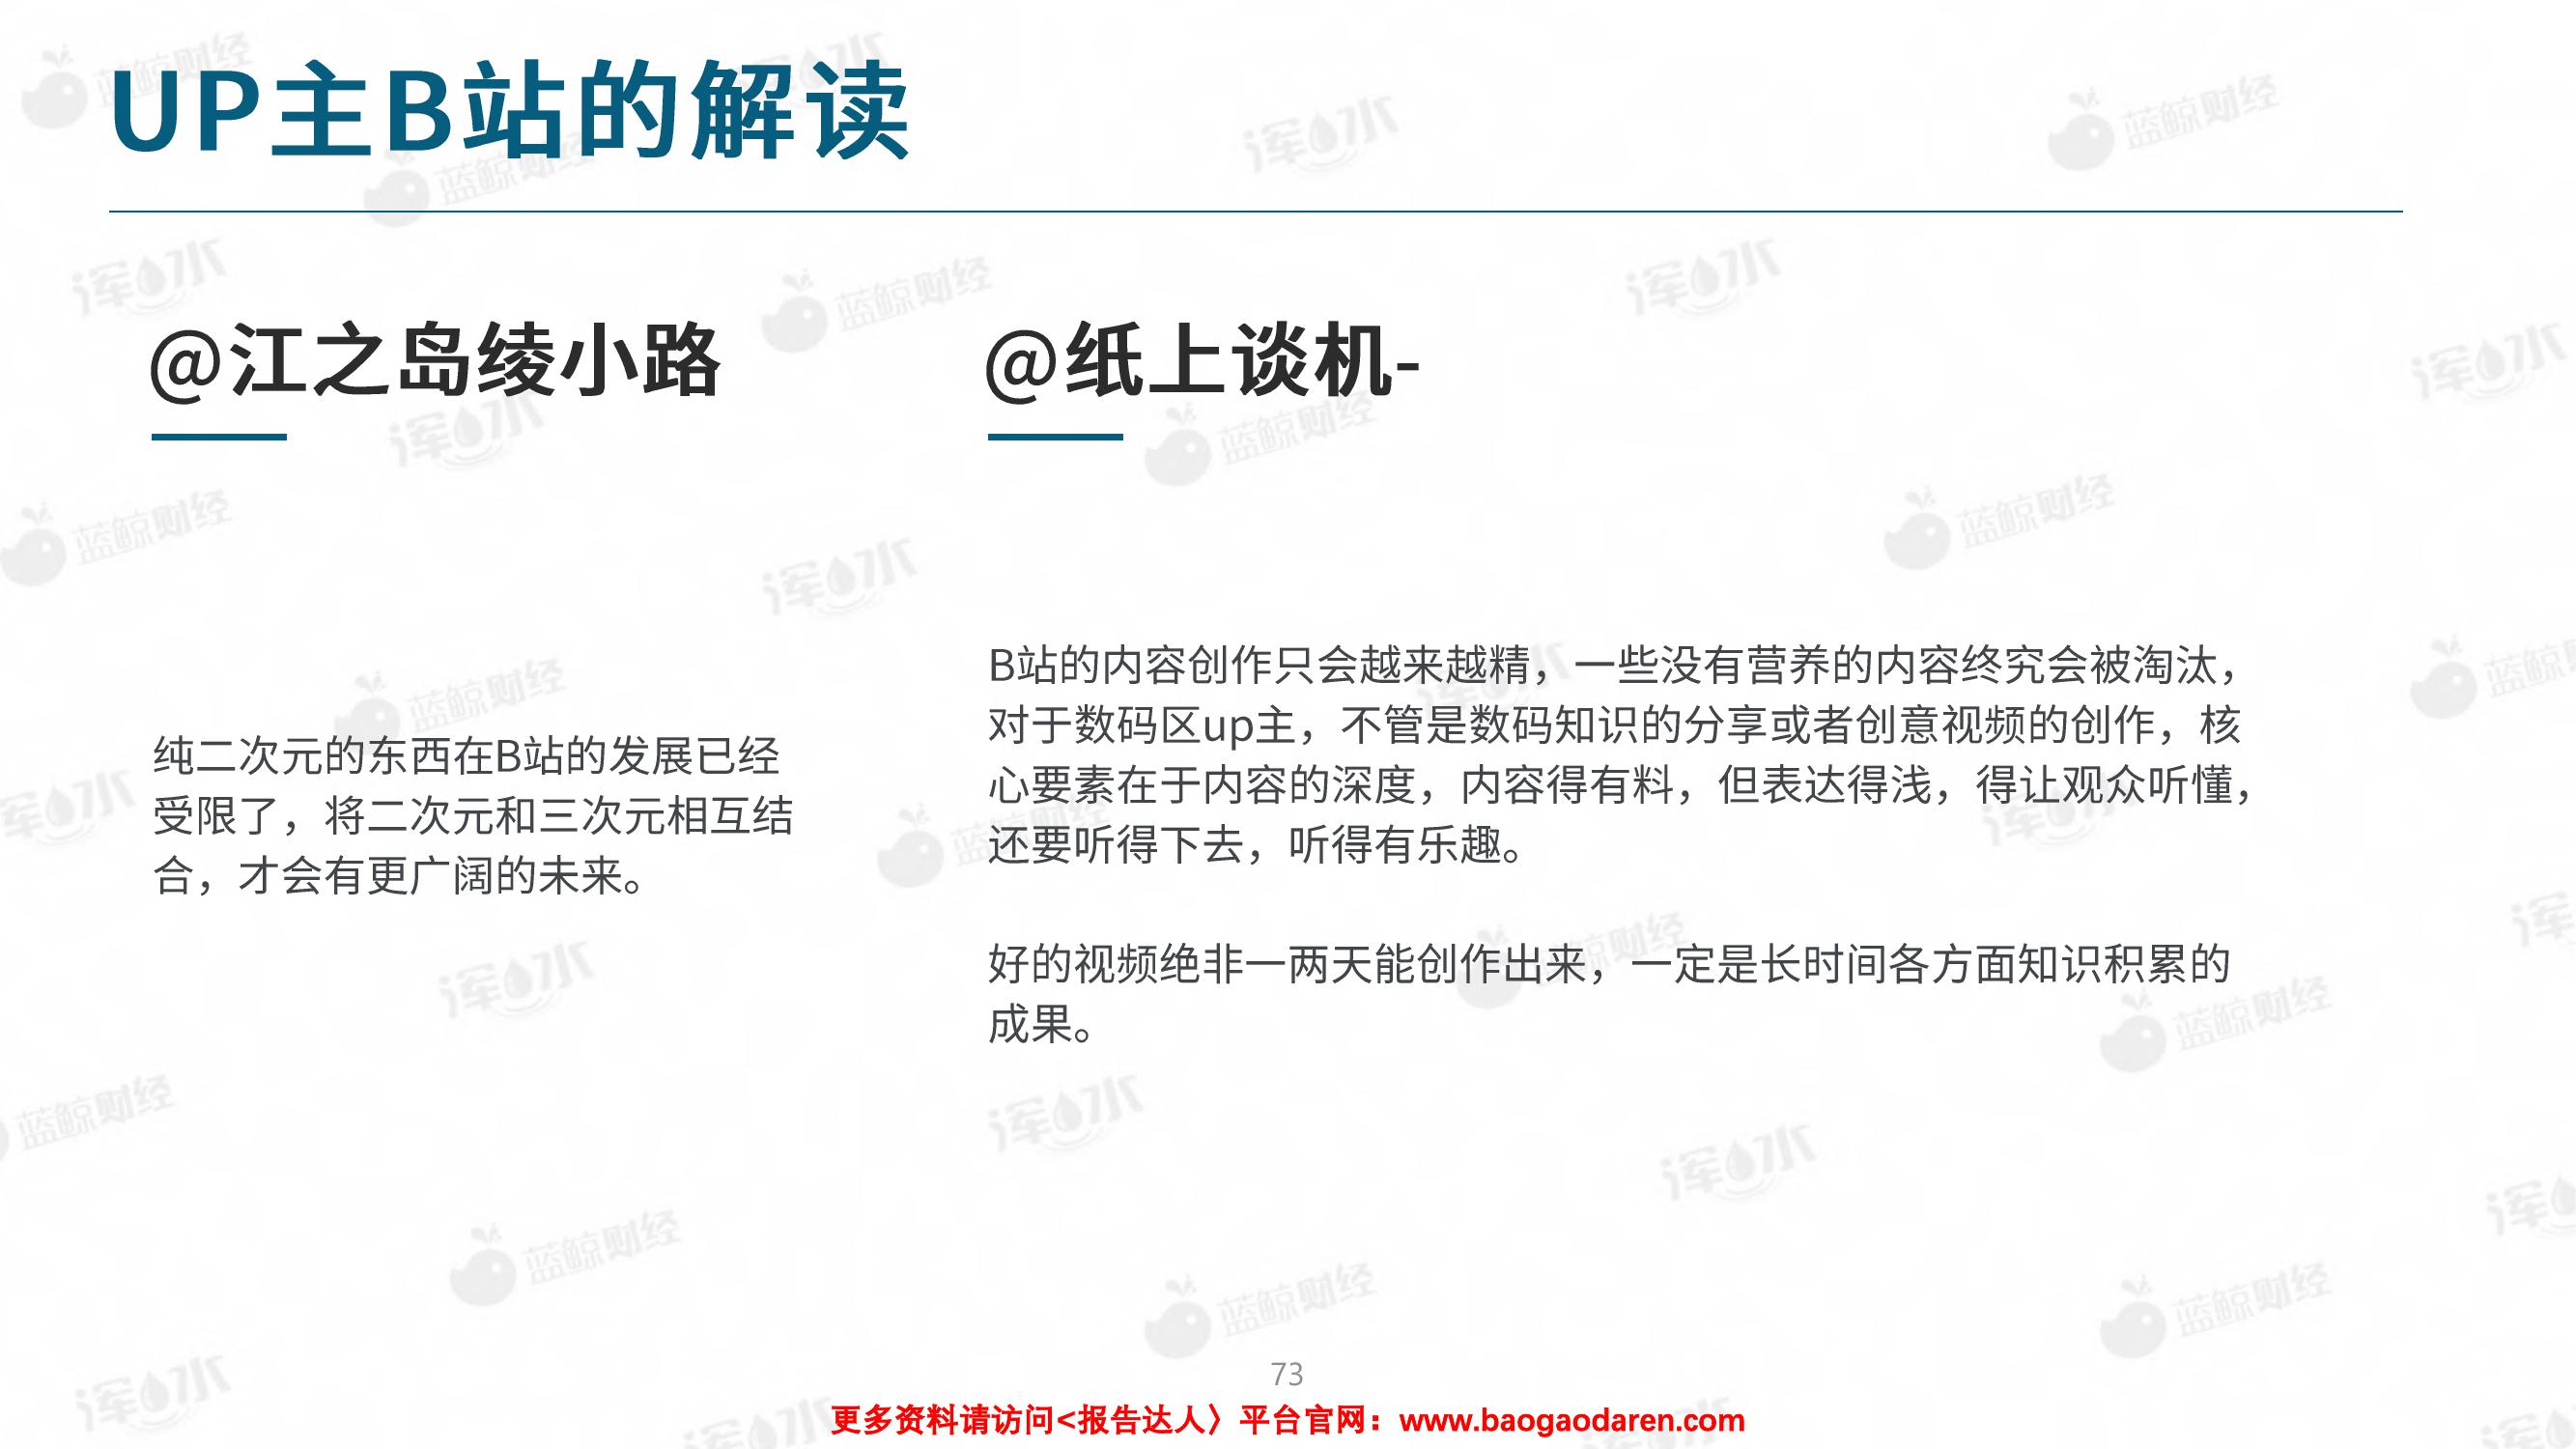 UP主B站的解读
@江之岛绫小路
纯二次元的东西在B站的发展已经
受限了，将二次元和三次元相互结
合，才会有更广阔的未来。
@纸上谈机-
B站的内容创作只会越来越精，一些没有营养的内容终究会被淘汰，
对于数码区up主，不管是数码知识的分享或者创意视频的创作，核
心要素在于内容的深度，内容得有料，但表达得浅，得让观众听懂，
还要听得下去，听得有乐趣。
好的视频绝非一两天能创作出来，一定是长时间各方面知识积累的
成果。
73
更多资料请访问<报告达人〉平台官网：www.baogaodaren.com
蓝鲸财经
浑水